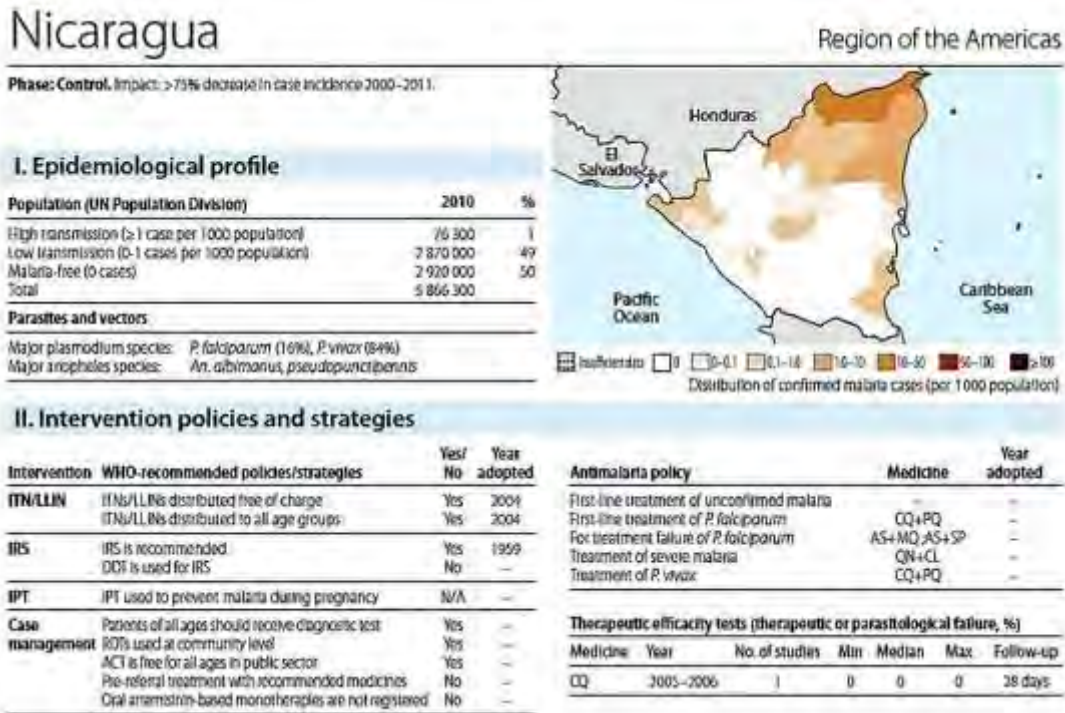 Nicaragua
Region of the Americas
Phase: Control. Impact: >75% decrease in case incidence 2000–2011.
I. Epidemiological profile
Population (UN Population Division) 2010 %
High transmission (≥1 case per 1000 population) 76 300 1
Low transmission (0-1 cases per 1000 population) 2 870 000 49
Malaria-free (0 cases) 2 920 000 50
Total 5 866 300
Parasites and vectors
Major plasmodium species: P. falciparum (16%), P. vivax (84%)
Major anopheles species: An. albimanus, pseudopunctipennis
Honduras
El
Salvador
Pacific
Ocean
Caribbean
Sea
Insufficient data 0 0–0.1 0.1–1.0 1.0–10 10–50 50–100 ≥100
Distribution of confirmed malaria cases (per 1000 population)
II. Intervention policies and strategies
Intervention WHO-recommended policies/strategies Yes/ No Year adopted
ITN/LLIN ITNs/LLINs distributed free of charge Yes 2004
ITNs/LLINs distributed to all age groups Yes 2004
IRS IRS is recommended Yes 1959
DDT is used for IRS No –
IPT IPT used to prevent malaria during pregnancy N/A –
Case management Patients of all ages should receive diagnostic test Yes –
RDTs used at community level Yes –
ACT is free for all ages in public sector Yes –
Pre-referral treatment with recommended medicines No –
Oral artemisinin-based monotherapies are not registered No –
Antimalaria policy Medicine Year adopted
First-line treatment of unconfirmed malaria – –
First-line treatment of P. falciparum CQ+PQ –
For treatment failure of P. falciparum AS+MQ;AS+SP –
Treatment of severe malaria QN+CL –
Treatment of P. vivax CQ+PQ –
Therapeutic efficacy tests (therapeutic or parasitological failure, %)
Medicine Year No. of studies Min Median Max Follow-up
CQ 2005–2006 1 0 0 0 28 days